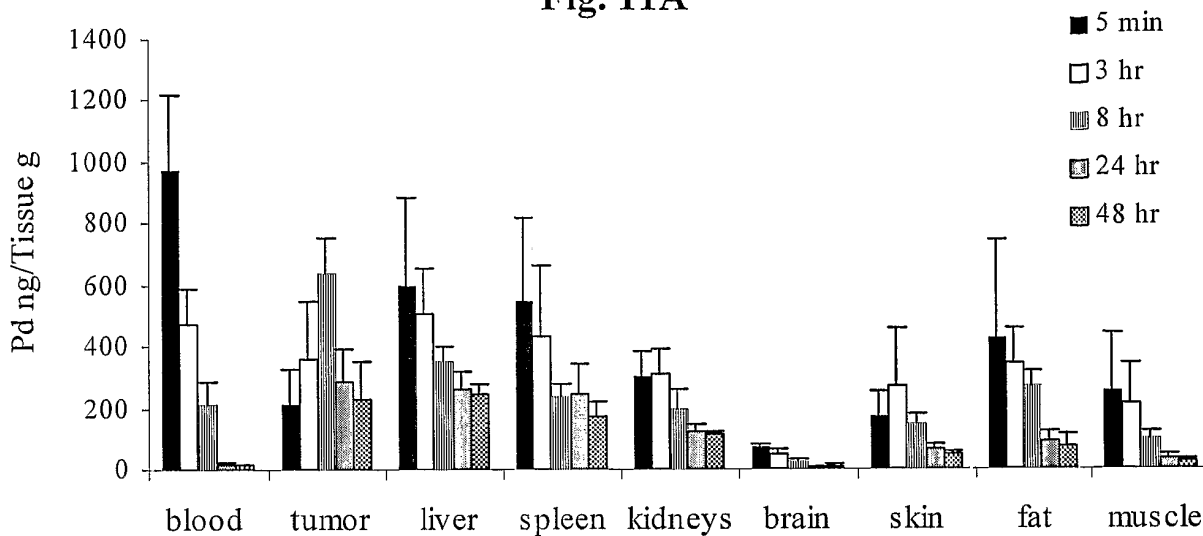 Fig. 11A
5 min
3 hr
8 hr
24 hr
48 hr
Pd ng/Tissue g
1400
1200
1000
800
600
400
200
0
blood tumor liver spleen kidneys brain skin fat muscle